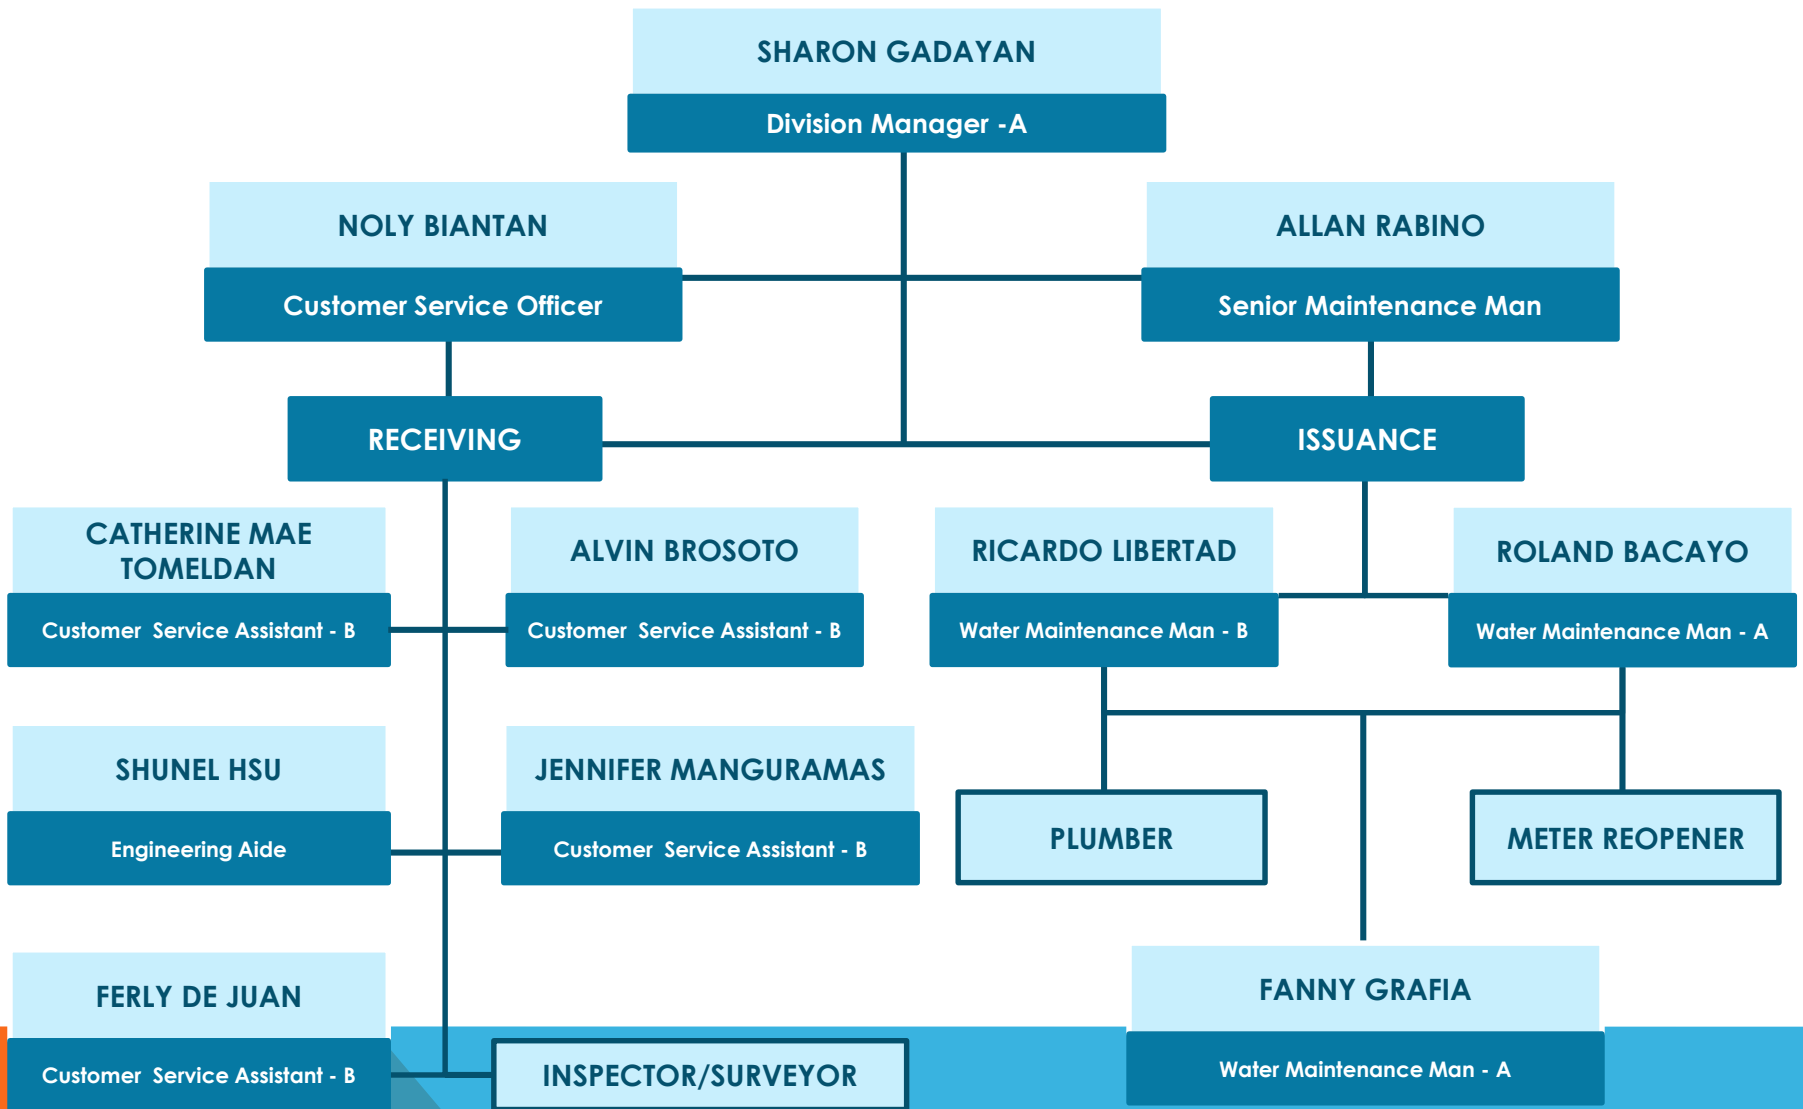 SHARON GADAYAN
Division Manager -A
NOLY BIANTAN
Customer Service Officer
ALLAN RABINO
Senior Maintenance Man
RECEIVING
ISSUANCE
CATHERINE MAE
TOMELDAN
Customer  Service Assistant - B
ALVIN BROSOTO
Customer  Service Assistant - B
RICARDO LIBERTAD
Water Maintenance Man - B
ROLAND BACAYO
Water Maintenance Man - A
SHUNEL HSU
Engineering Aide
JENNIFER MANGURAMAS
Customer  Service Assistant - B
PLUMBER
METER REOPENER
FERLY DE JUAN
Customer  Service Assistant - B
INSPECTOR/SURVEYOR
FANNY GRAFIA
Water Maintenance Man - A